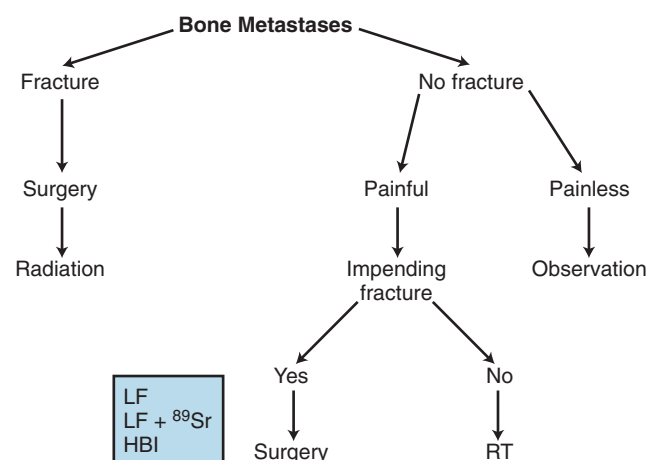 Bone Metastases
Fracture
No fracture
Surgery
Painful
Painless
Radiation
Impending
fracture
Observation
Yes
No
LF
LF + ⁸⁹Sr
HBI
Surgery
RT